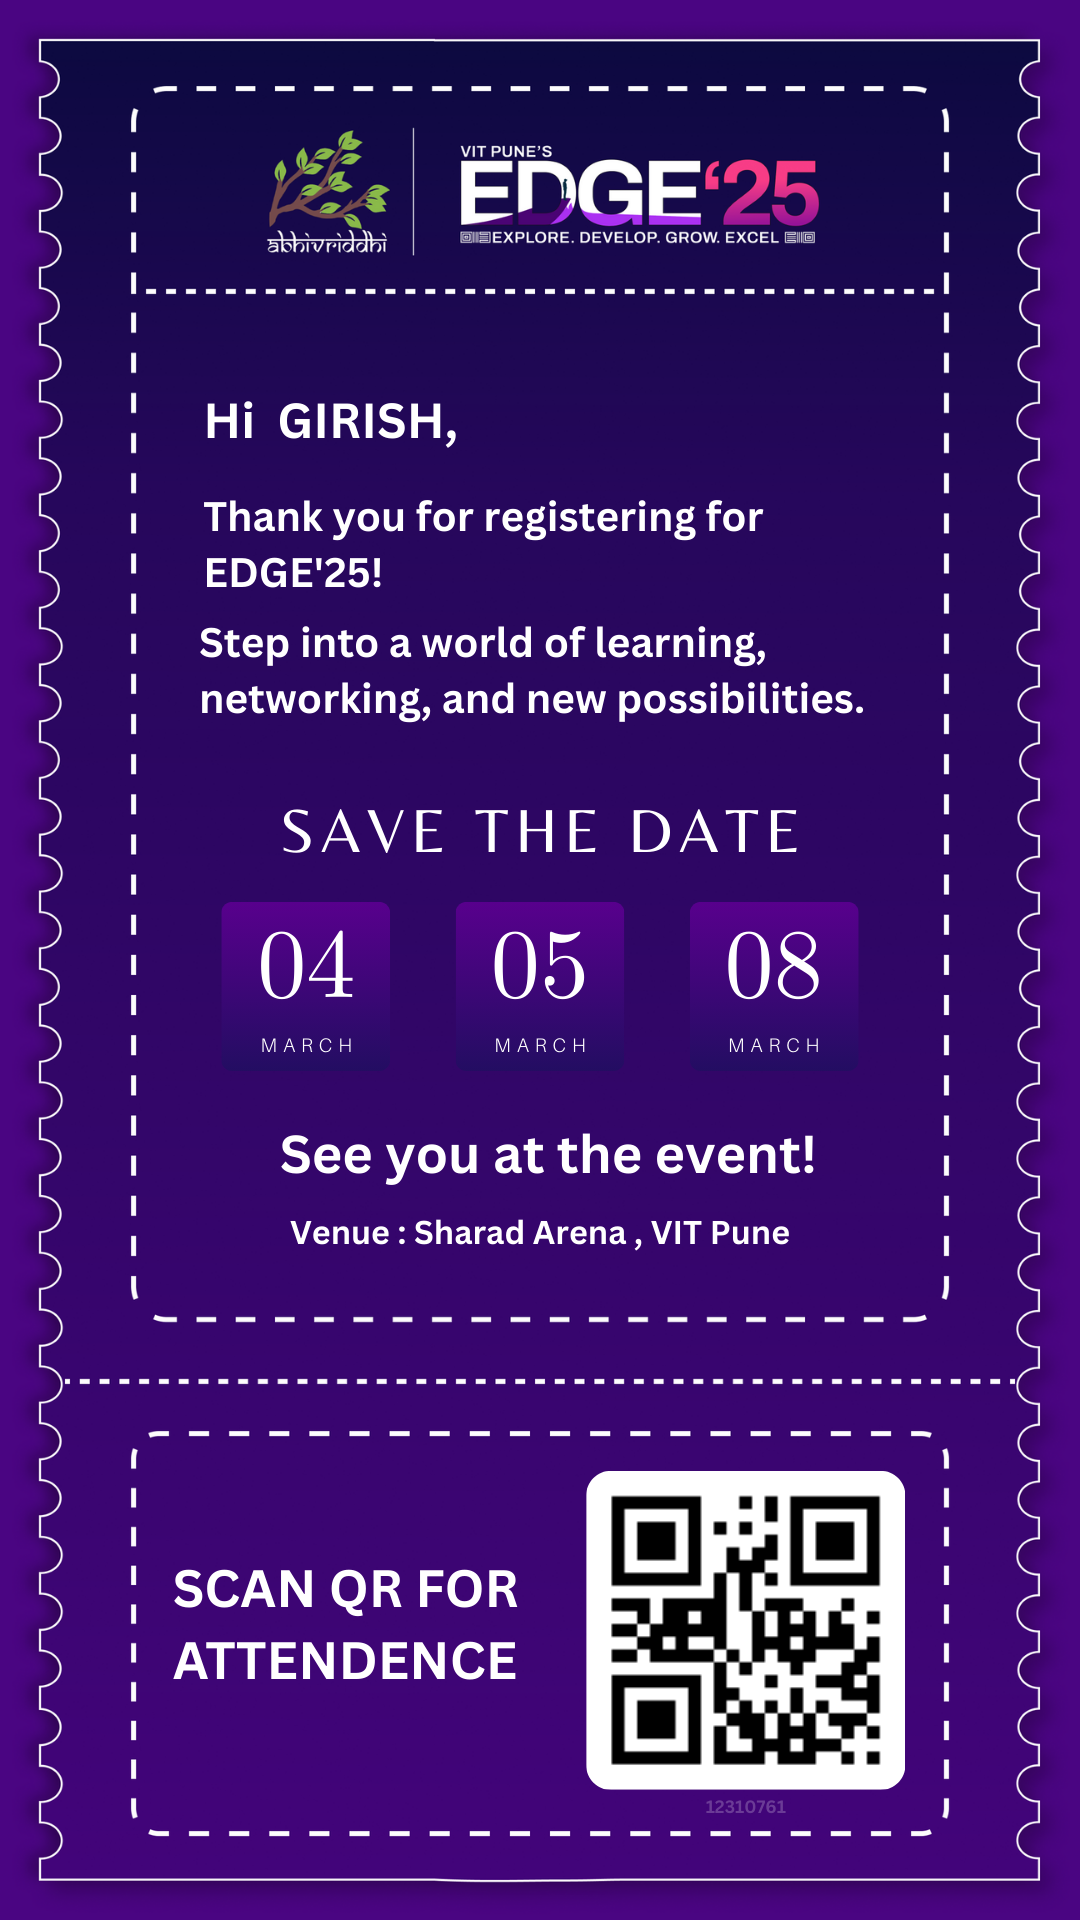 abhivriddhi
VIT PUNE'S
EDGE'25
EXPLORE. DEVELOP. GROW. EXCEL
Hi GIRISH,
Thank you for registering for
EDGE'25!
Step into a world of learning,
networking, and new possibilities.
SAVE THE DATE
04 05 08
MARCH MARCH MARCH
See you at the event!
Venue : Sharad Arena , VIT Pune
SCAN QR FOR
ATTENDENCE
12310761